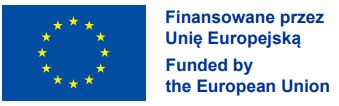 Finansowane przez
Unię Europejską
Funded by
the European Union